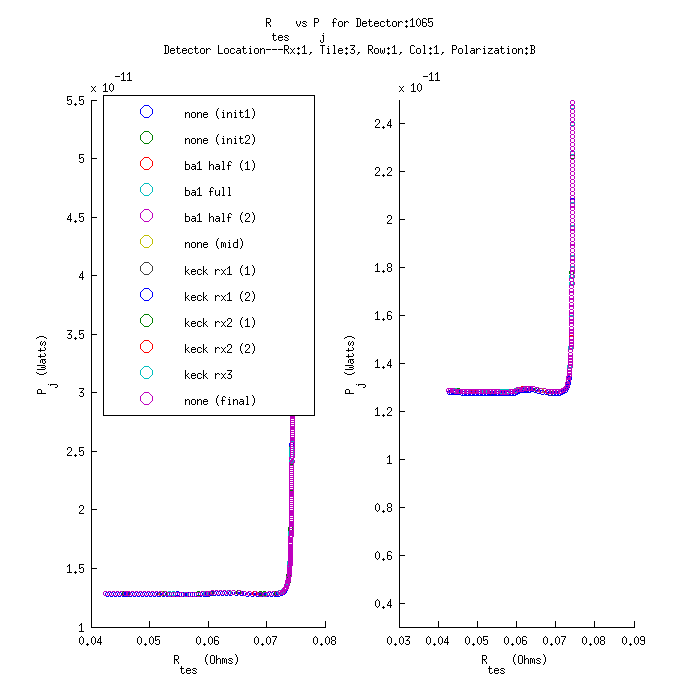 R tes vs P j for Detector:1065
Detector Location---Rx:1, Tile:3, Row:1, Col:1, Polarization:B
x 10^-11
5.5
5
4.5
4
3.5
3
2.5
2
1.5
1
P j (Watts)
none (init1)
none (init2)
ba1 half (1)
ba1 full
ba1 half (2)
none (mid)
keck rx1 (1)
keck rx1 (2)
keck rx2 (1)
keck rx2 (2)
keck rx3
none (final)
0.04 0.05 0.06 0.07 0.08
R tes (Ohms)
x 10^-11
2.4
2.2
2
1.8
1.6
1.4
1.2
1
0.8
0.6
0.4
P j (Watts)
0.03 0.04 0.05 0.06 0.07 0.08 0.09
R tes (Ohms)